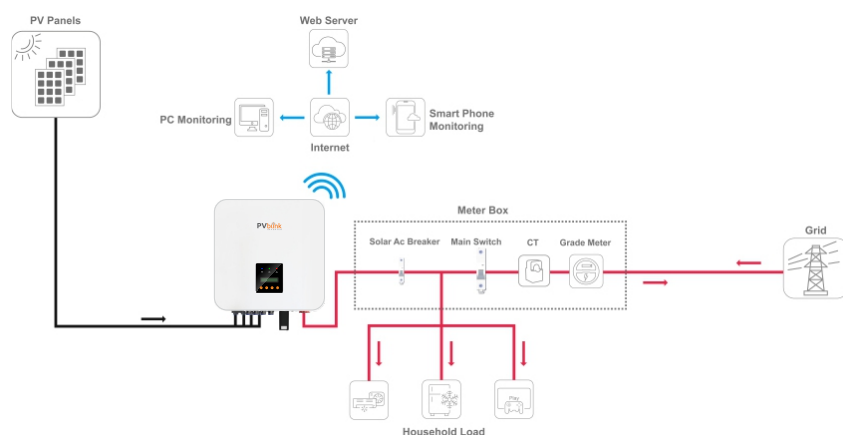 PV Panels
Web Server
PC Monitoring
Smart Phone
Monitoring
Internet
PVblink
Meter Box
Solar Ac Breaker
Main Switch
CT
Grade Meter
Grid
Play
Household Load